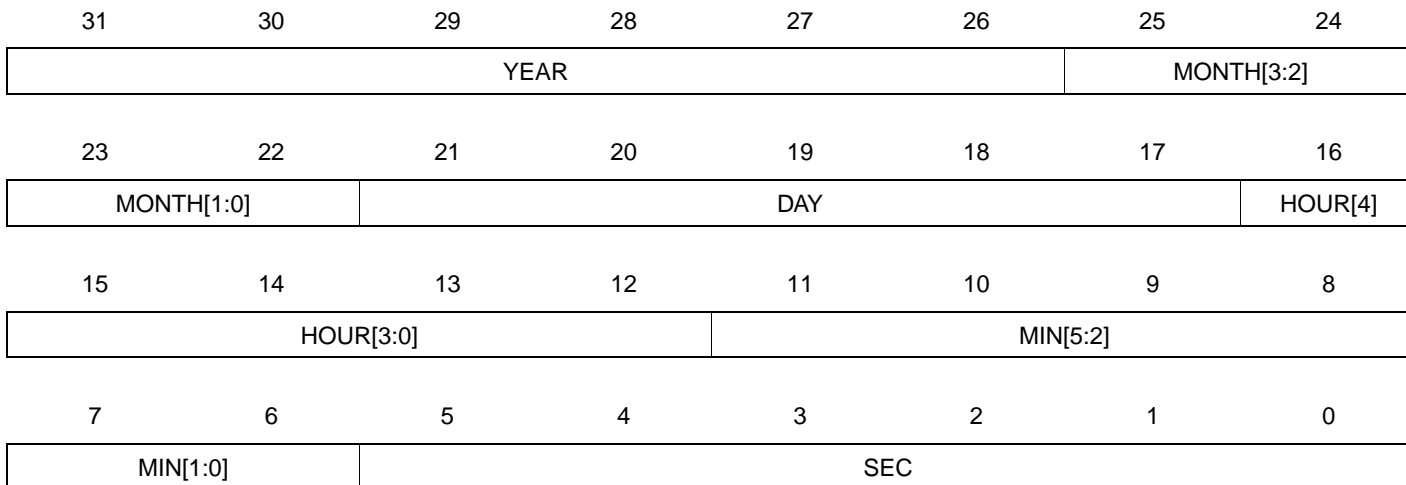 31 30 29 28 27 26 25 24
YEAR MONTH[3:2]
23 22 21 20 19 18 17 16
MONTH[1:0] DAY HOUR[4]
15 14 13 12 11 10 9 8
HOUR[3:0] MIN[5:2]
7 6 5 4 3 2 1 0
MIN[1:0] SEC